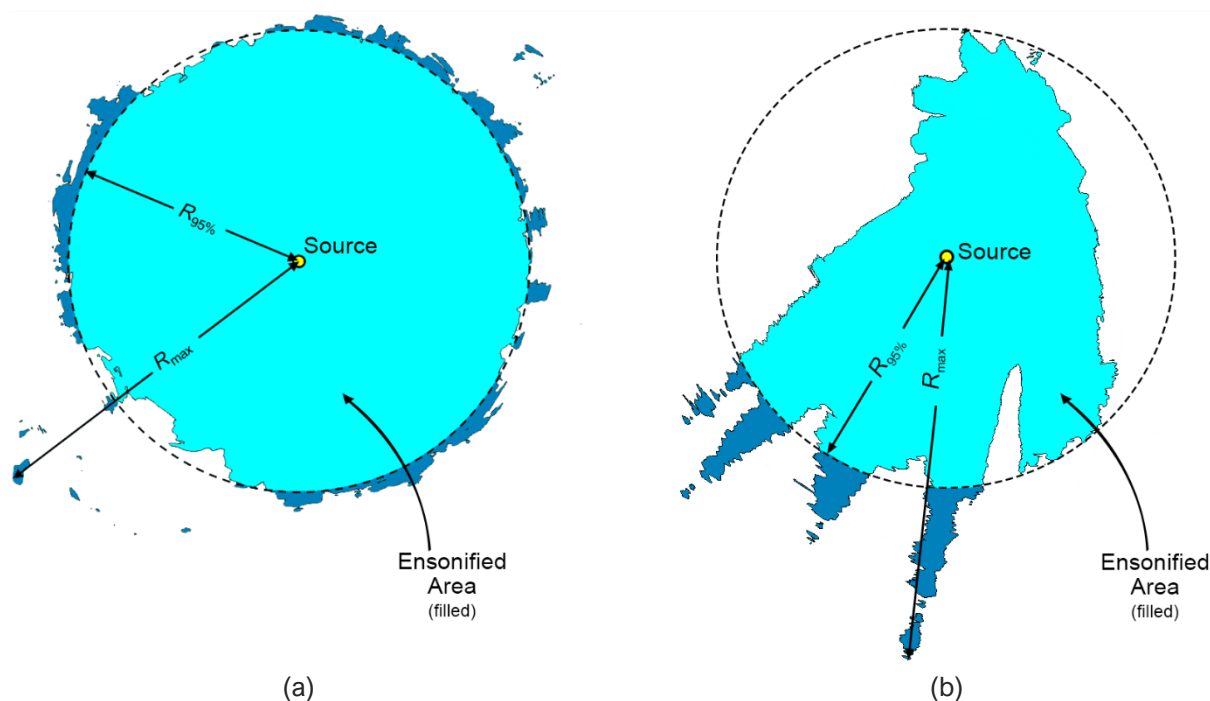 R95%
Source
Rmax
Ensonified
Area
(filled)
(a)
Source
R95%
Rmax
Ensonified
Area
(filled)
(b)